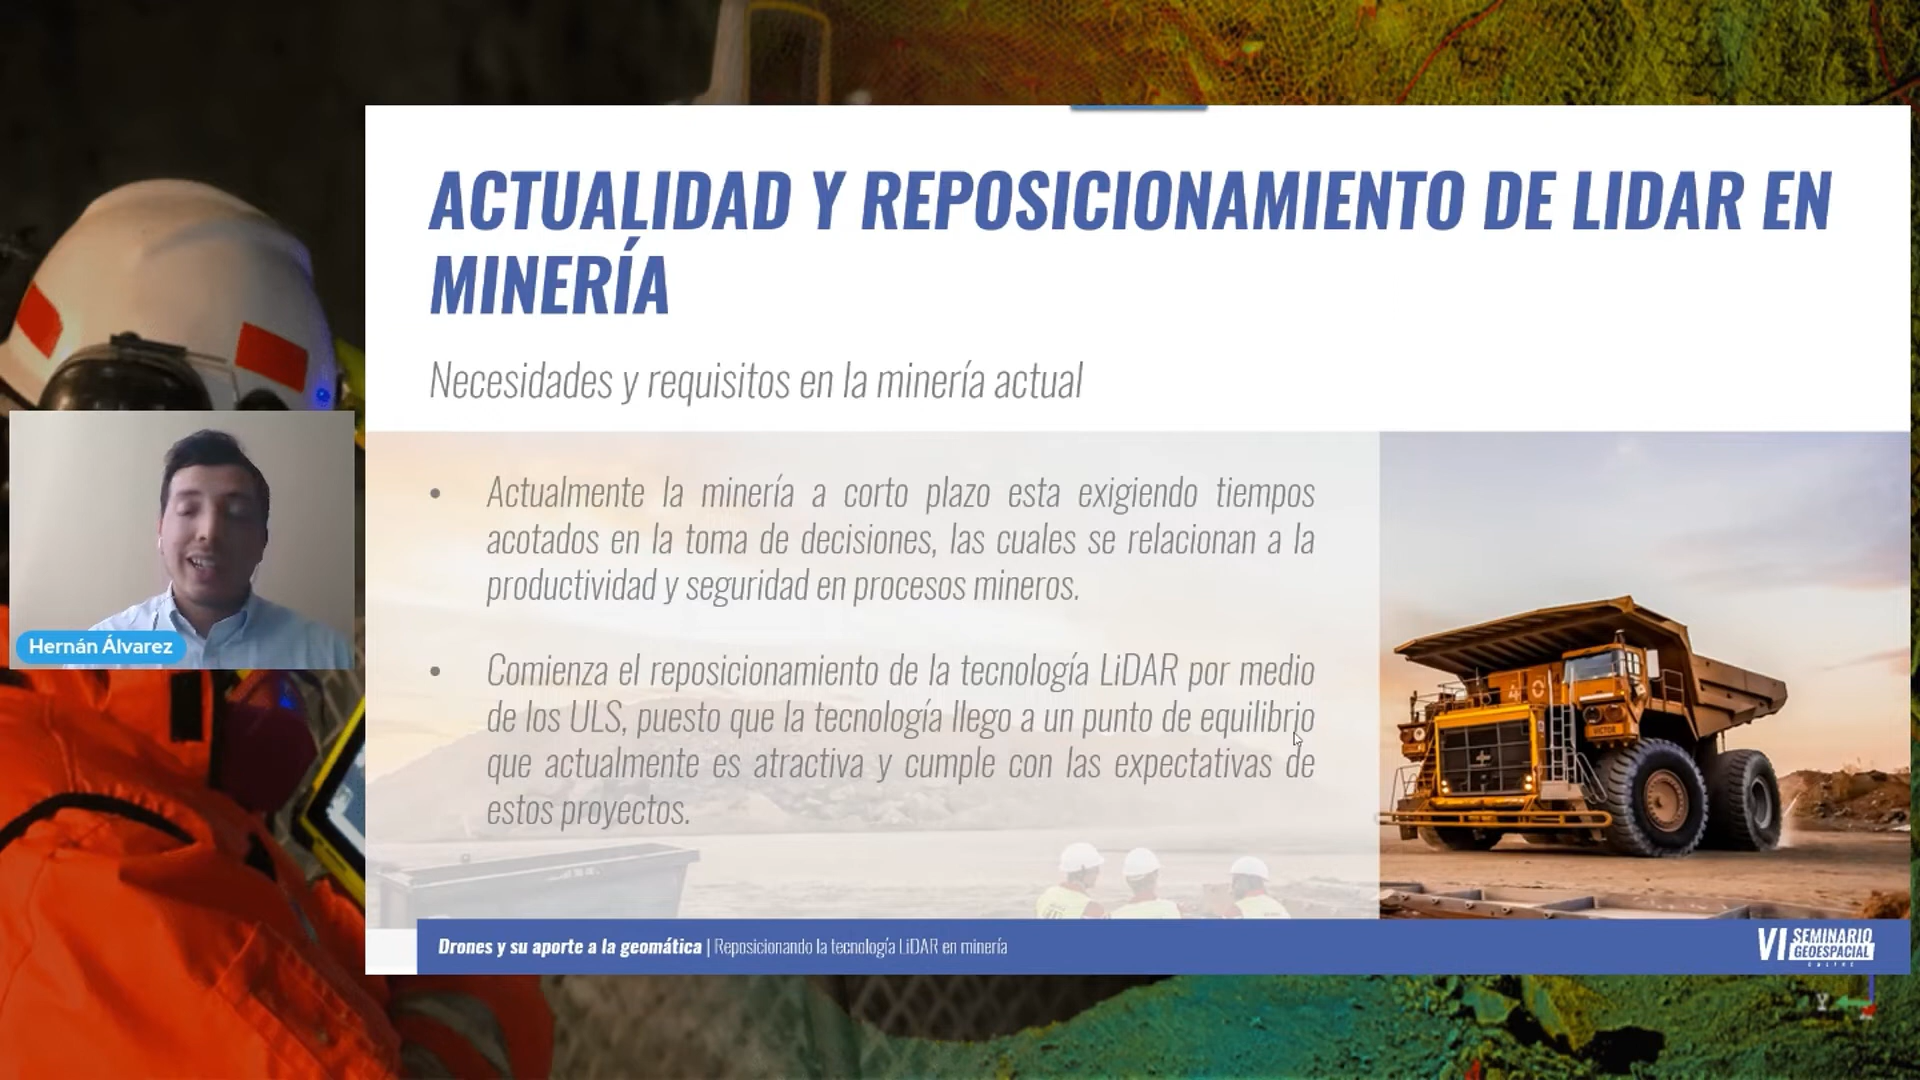 ACTUALIDAD Y REPOSICIONAMIENTO DE LIDAR EN
MINERÍA
Necesidades y requisitos en la minería actual
• Actualmente la minería a corto plazo esta exigiendo tiempos
acotados en la toma de decisiones, las cuales se relacionan a la
productividad y seguridad en procesos mineros.
• Comienza el reposicionamiento de la tecnología LiDAR por medio
de los ULS, puesto que la tecnología llego a un punto de equilibrio
que actualmente es atractiva y cumple con las expectativas de
estos proyectos.
Hernán Álvarez
Drones y su aporte a la geomática | Reposicionando la tecnología LiDAR en minería
VI SEMINARIO
GEOESPACIAL
Y